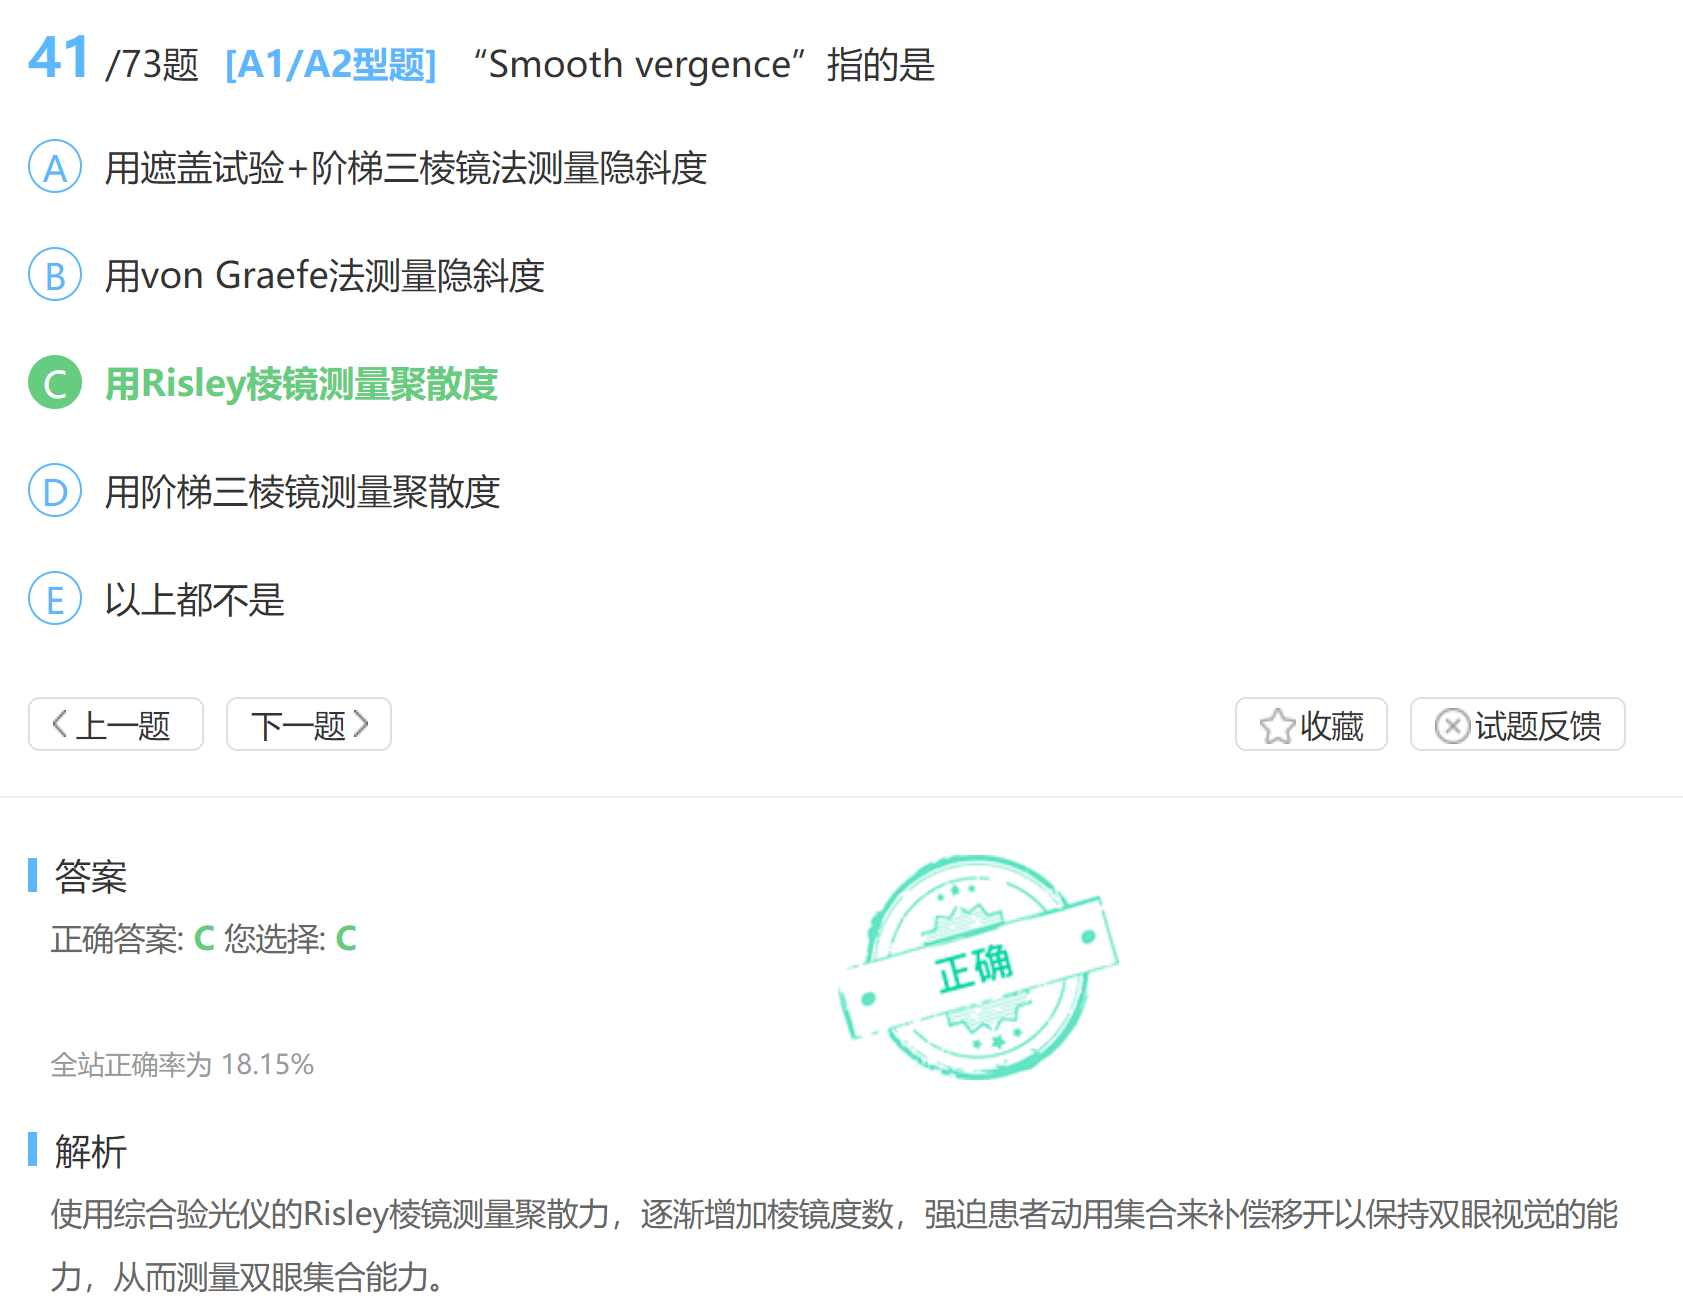 41 /73题 [A1/A2型题] “Smooth vergence”指的是
A 用遮盖试验+阶梯三棱镜法测量隐斜度
B 用von Graefe法测量隐斜度
C 用Risley棱镜测量聚散度
D 用阶梯三棱镜测量聚散度
E 以上都不是
上一题 下一题 收藏 试题反馈
答案
正确答案: C 您选择: C
正确
全站正确率为 18.15%
解析
使用综合验光仪的Risley棱镜测量聚散力，逐渐增加棱镜度数，强迫患者动用集合来补偿移开以保持双眼视觉的能
力，从而测量双眼集合能力。